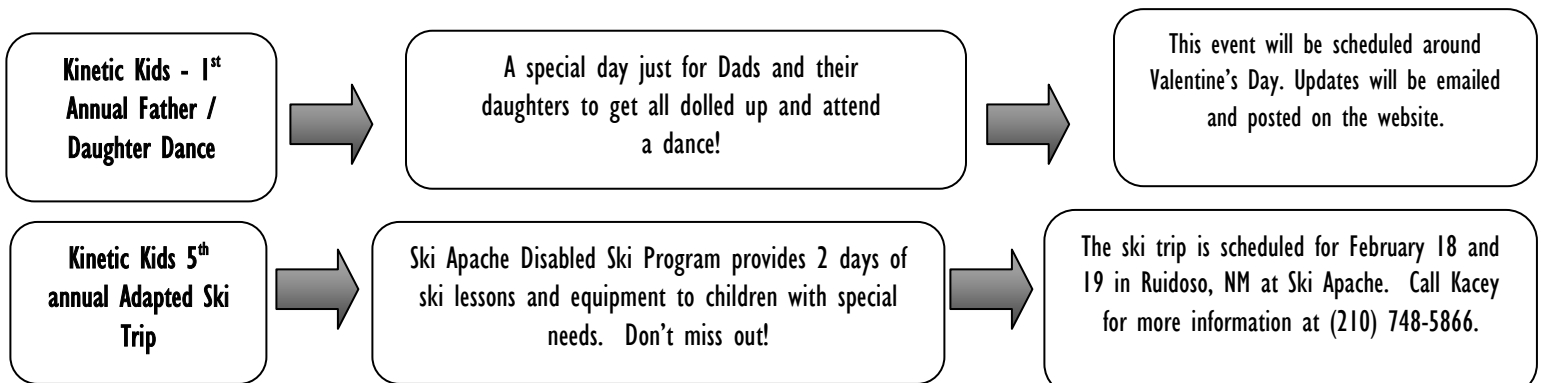 Kinetic Kids - 1st
Annual Father /
Daughter Dance
A special day just for Dads and their
daughters to get all dolled up and attend
a dance!
This event will be scheduled around
Valentine's Day. Updates will be emailed
and posted on the website.
Kinetic Kids 5th
annual Adapted Ski
Trip
Ski Apache Disabled Ski Program provides 2 days of
ski lessons and equipment to children with special
needs. Don't miss out!
The ski trip is scheduled for February 18 and
19 in Ruidoso, NM at Ski Apache. Call Kacey
for more information at (210) 748-5866.